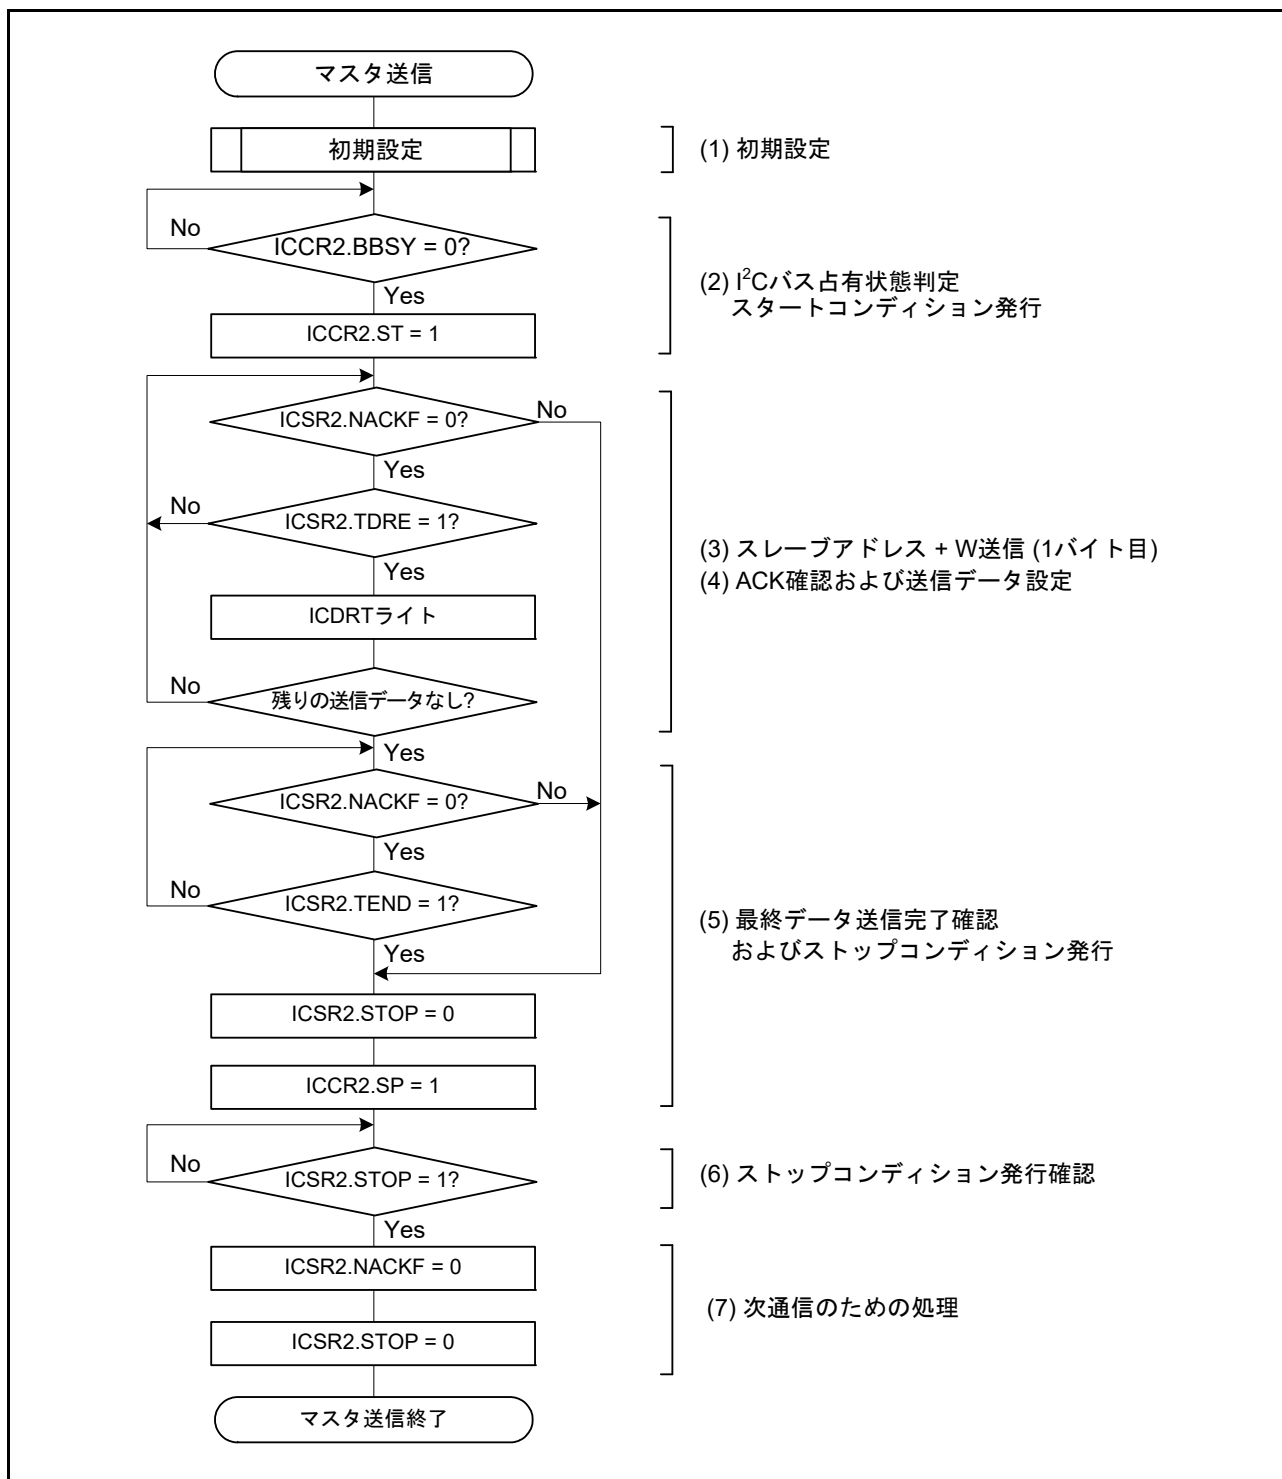 マスタ送信
初期設定
(1) 初期設定
No
ICCR2.BBSY = 0?
Yes
ICCR2.ST = 1
(2) I²Cバス占有状態判定
スタートコンディション発行
ICSR2.NACKF = 0?
No
Yes
No
ICSR2.TDRE = 1?
Yes
ICDRTライト
No
残りの送信データなし?
Yes
(3) スレーブアドレス + W送信 (1バイト目)
(4) ACK確認および送信データ設定
ICSR2.NACKF = 0?
No
Yes
No
ICSR2.TEND = 1?
Yes
ICSR2.STOP = 0
ICCR2.SP = 1
(5) 最終データ送信完了確認
およびストップコンディション発行
No
ICSR2.STOP = 1?
Yes
(6) ストップコンディション発行確認
ICSR2.NACKF = 0
ICSR2.STOP = 0
(7) 次通信のための処理
マスタ送信終了